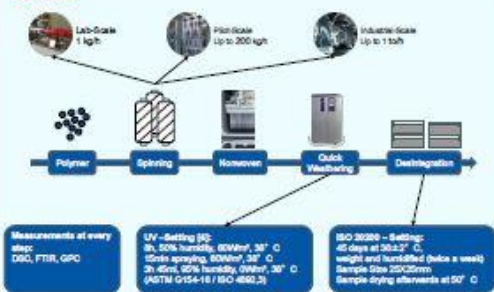 Lab-Scale
1 kg/h
Pilot-Scale
Up to 200 kg/h
Industrial-Scale
Up to 1 to/h
Polymer
Spinning
Nonwoven
Quick
Weathering
Desintegration
Measurements at every
step:
DSC, FTIR, GPC
UV –Setting [4]:
8h, 50% humidity, 60W/m², 38° C
15min spraying, 60W/m², 38° C
3h 45min, 95% humidity, 0W/m², 38° C
(ASTM G154-16 / ISO 4892,3)
ISO 20200 – Setting:
45 days at 58±2° C,
weight and humidified (twice a week)
Sample Size 25X25mm
Sample drying afterwards at 50° C